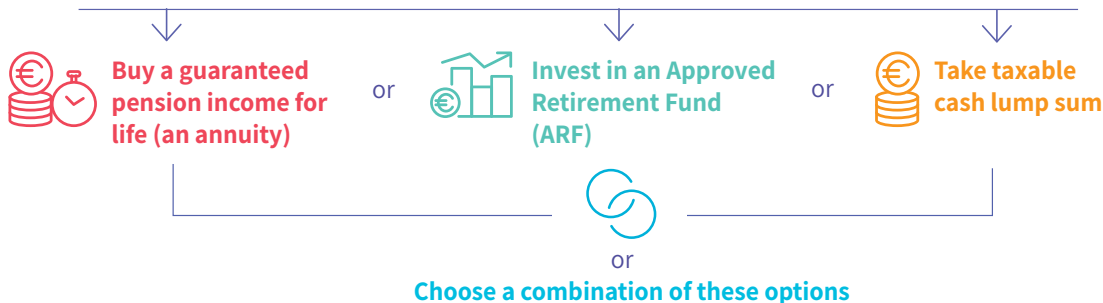 Buy a guaranteed
pension income for
life (an annuity)
or
Invest in an Approved
Retirement Fund
(ARF)
or
Take taxable
cash lump sum
or
Choose a combination of these options